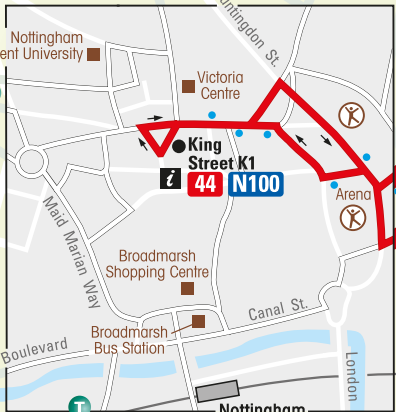 Huntingdon St.
Nottingham
ent University
Victoria
Centre
King
Street K1
i
44 N100
Arena
Maid Marian Way
Broadmarsh
Shopping Centre
Canal St.
Broadmarsh
Bus Station
Boulevard
London
T
Nottingham